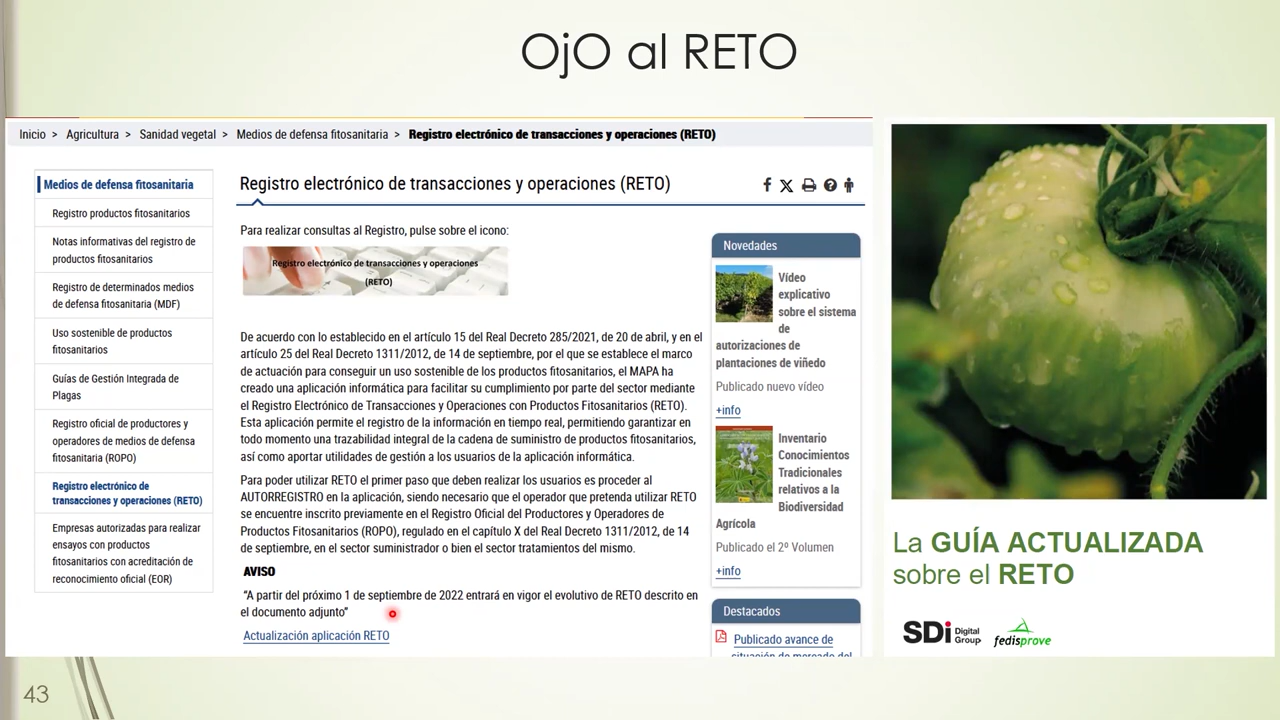 OjO al RETO
Inicio > Agricultura > Sanidad vegetal > Medios de defensa fitosanitaria > Registro electrónico de transacciones y operaciones (RETO)
Medios de defensa fitosanitaria
Registro productos fitosanitarios
Notas informativas del registro de
productos fitosanitarios
Registro de determinados medios
de defensa fitosanitaria (MDF)
Uso sostenible de productos
fitosanitarios
Guías de Gestión Integrada de
Plagas
Registro oficial de productores y
operadores de medios de defensa
fitosanitaria (ROPO)
Registro electrónico de
transacciones y operaciones (RETO)
Empresas autorizadas para realizar
ensayos con productos
fitosanitarios con acreditación de
reconocimiento oficial (EOR)
Registro electrónico de transacciones y operaciones (RETO)
Para realizar consultas al Registro, pulse sobre el icono:
Registro electrónico de transacciones y operaciones
(RETO)
De acuerdo con lo establecido en el artículo 15 del Real Decreto 285/2021, de 20 de abril, y en el
artículo 25 del Real Decreto 1311/2012, de 14 de septiembre, por el que se establece el marco
de actuación para conseguir un uso sostenible de los productos fitosanitarios, el MAPA ha
creado una aplicación informática para facilitar su cumplimiento por parte del sector mediante
el Registro Electrónico de Transacciones y Operaciones con Productos Fitosanitarios (RETO).
Esta aplicación permite el registro de la información en tiempo real, permitiendo garantizar en
todo momento una trazabilidad integral de la cadena de suministro de productos fitosanitarios,
así como aportar utilidades de gestión a los usuarios de la aplicación informática.
Para poder utilizar RETO el primer paso que deben realizar los usuarios es proceder al
AUTORREGISTRO en la aplicación, siendo necesario que el operador que pretenda utilizar RETO
se encuentre inscrito previamente en el Registro Oficial del Productores y Operadores de
Productos Fitosanitarios (ROPO), regulado en el capítulo X del Real Decreto 1311/2012, de 14
de septiembre, en el sector suministrador o bien el sector tratamientos del mismo.
AVISO
“A partir del próximo 1 de septiembre de 2022 entrará en vigor el evolutivo de RETO descrito en
el documento adjunto”
Actualización aplicación RETO
Novedades
Vídeo
explicativo
sobre el sistema
de
autorizaciones de
plantaciones de viñedo
Publicado nuevo vídeo
+info
Inventario
Conocimientos
Tradicionales
relativos a la
Biodiversidad
Agrícola
Publicado el 2º Volumen
+info
Destacados
Publicado avance de
situación de mercado del
La GUÍA ACTUALIZADA
sobre el RETO
SDi Digital Group
fedisprove
43